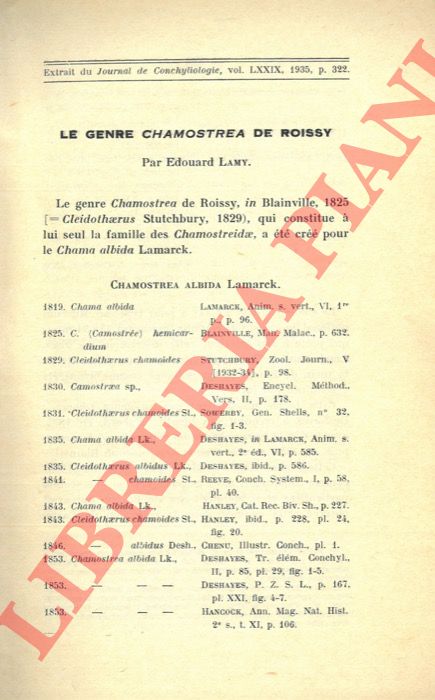 Extrait du Journal de Conchyliologie, vol. LXXIX, 1935, p. 322.
LE GENRE CHAMOSTREA DE ROISSY
Par Edouard LAMY.
Le genre Chamostrea de Roissy, in Blainville, 1825
[= Cleidothærus Stutchbury, 1829), qui constitue à
lui seul la famille des Chamostreidæ, a été créé pour
le Chama albida Lamarck.
CHAMOSTREA ALBIDA Lamarck.
1819. Chama albida LAMARCK, Anim. s. vert., VI, 1re
p., p. 96.
1825. C. (Camostrée) hemicar- BLAINVILLE, Man. Malac., p. 632.
dium
1829. Cleidothærus chamoides STUTCHBURY, Zool. Journ., V
[1932-34], p. 98.
1830. Camostræa sp., DESHAYES, Encycl. Méthod.,
Vers, II, p. 178.
1831. Cleidothærus chamoides St., SOWERBY, Gen. Shells, n° 32,
fig. 1-3.
1835. Chama albida Lk., DESHAYES, in LAMARCK, Anim. s.
vert., 2e éd., VI, p. 585.
1835. Cleidothærus albidus Lk., DESHAYES, ibid., p. 586.
1841. — chamoides St., REEVE, Conch. System., I, p. 58,
pl. 40.
1843. Chama albida Lk., HANLEY, Cat. Rec. Biv. Sh., p. 227.
1843. Cleidothærus chamoides St., HANLEY, ibid., p. 228, pl. 24,
fig. 20.
1846. — albidus Desh., CHENU, Illustr. Conch., pl. 1.
1853. Chamostrea albida Lk., DESHAYES, Tr. élém. Conchyl.,
II, p. 85, pl. 29, fig. 1-5.
1853. — — — DESHAYES, P. Z. S. L., p. 167,
pl. XXI, fig. 4-7.
1853. — — — HANCOCK, Ann. Mag. Nat. Hist.
2e s., t. XI, p. 106.
LIBRERIA PIANI